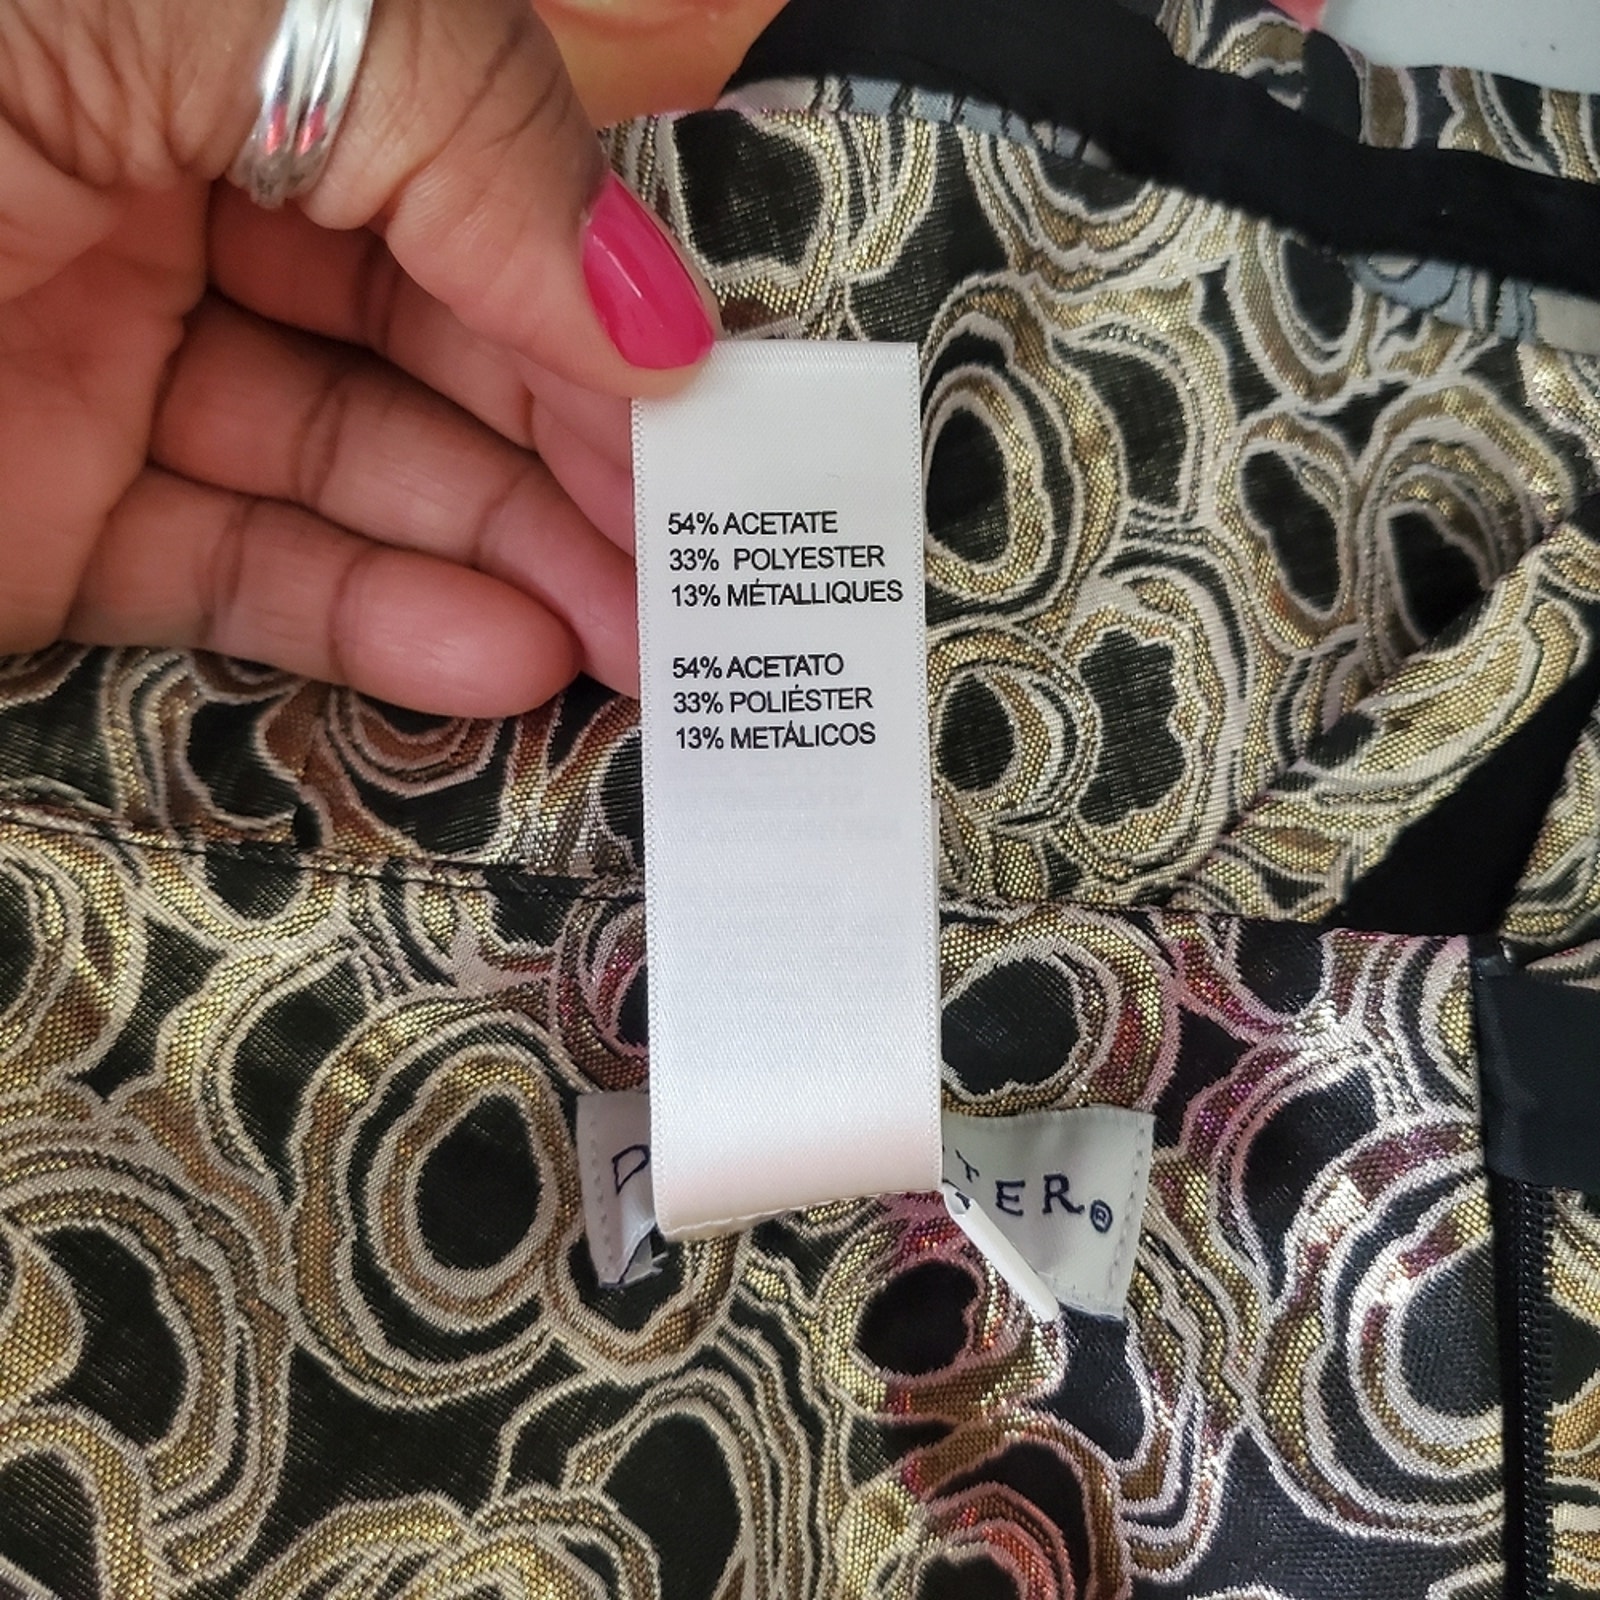 54% ACETATE
33% POLYESTER
13% MÉTALLIQUES
54% ACETATO
33% POLIÉSTER
13% METÁLICOS